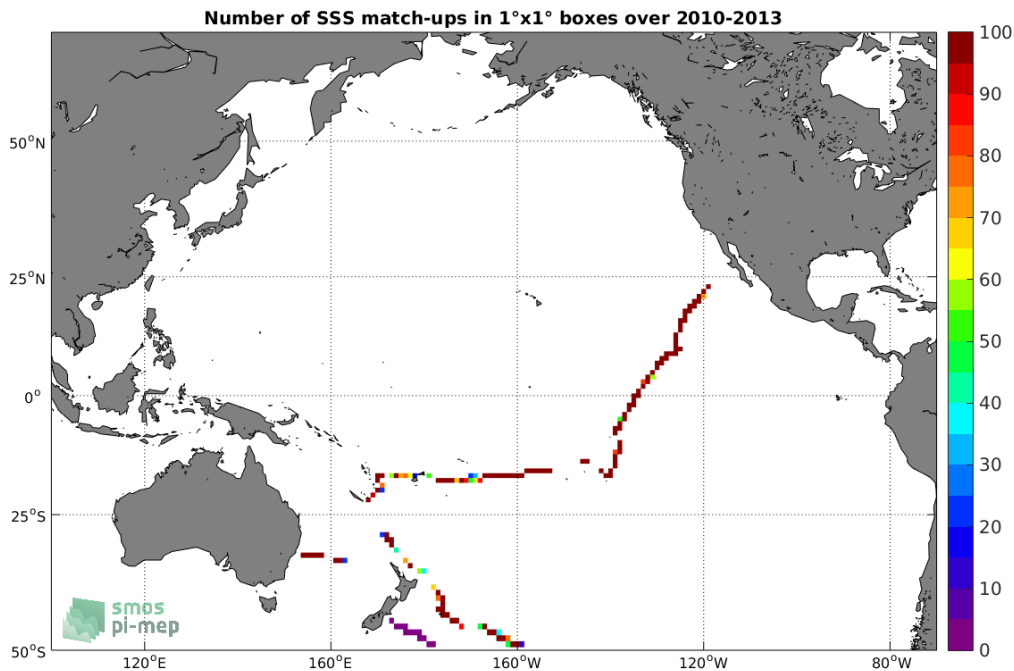 Number of SSS match-ups in 1°x1° boxes over 2010-2013
50°N
25°N
0°
25°S
50°S
120°E
160°E
160°W
120°W
80°W
100
90
80
70
60
50
40
30
20
10
0
smos
pi-mep